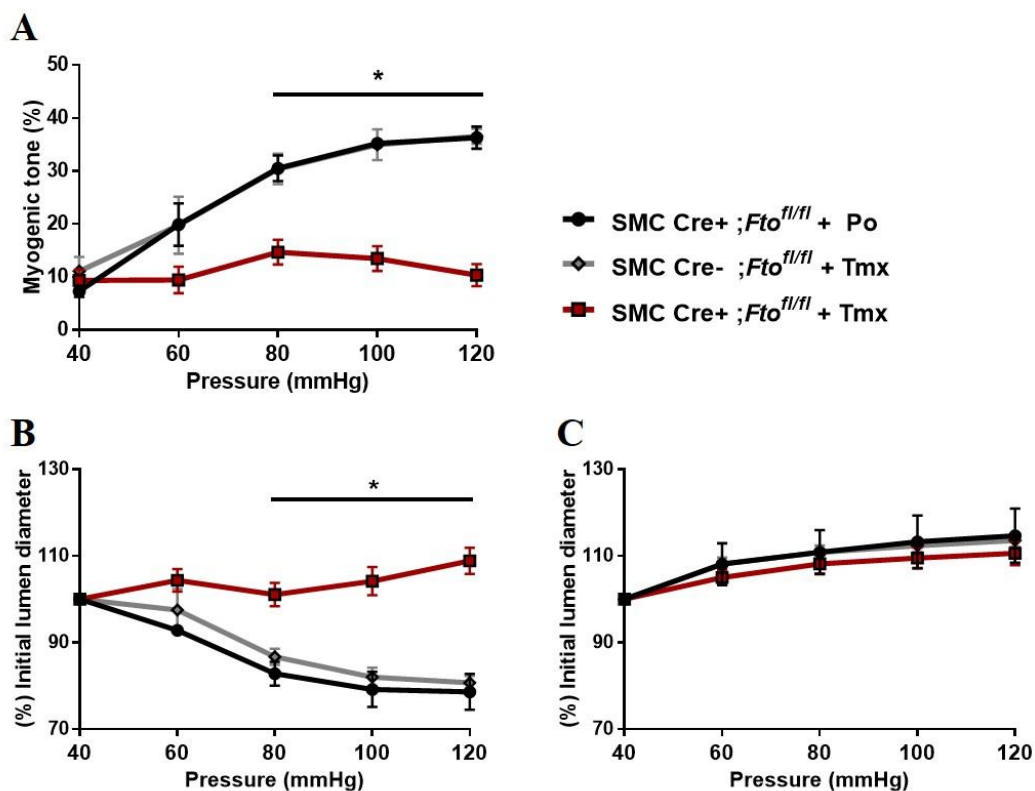 A
50
40
30
20
10
0
Myogenic tone (%)
*
40 60 80 100 120
Pressure (mmHg)
SMC Cre+ ;Fto^fl/fl + Po
SMC Cre- ;Fto^fl/fl + Tmx
SMC Cre+ ;Fto^fl/fl + Tmx
B
130
110
90
70
(%) Initial lumen diameter
*
40 60 80 100 120
Pressure (mmHg)
C
130
110
90
70
(%) Initial lumen diameter
40 60 80 100 120
Pressure (mmHg)